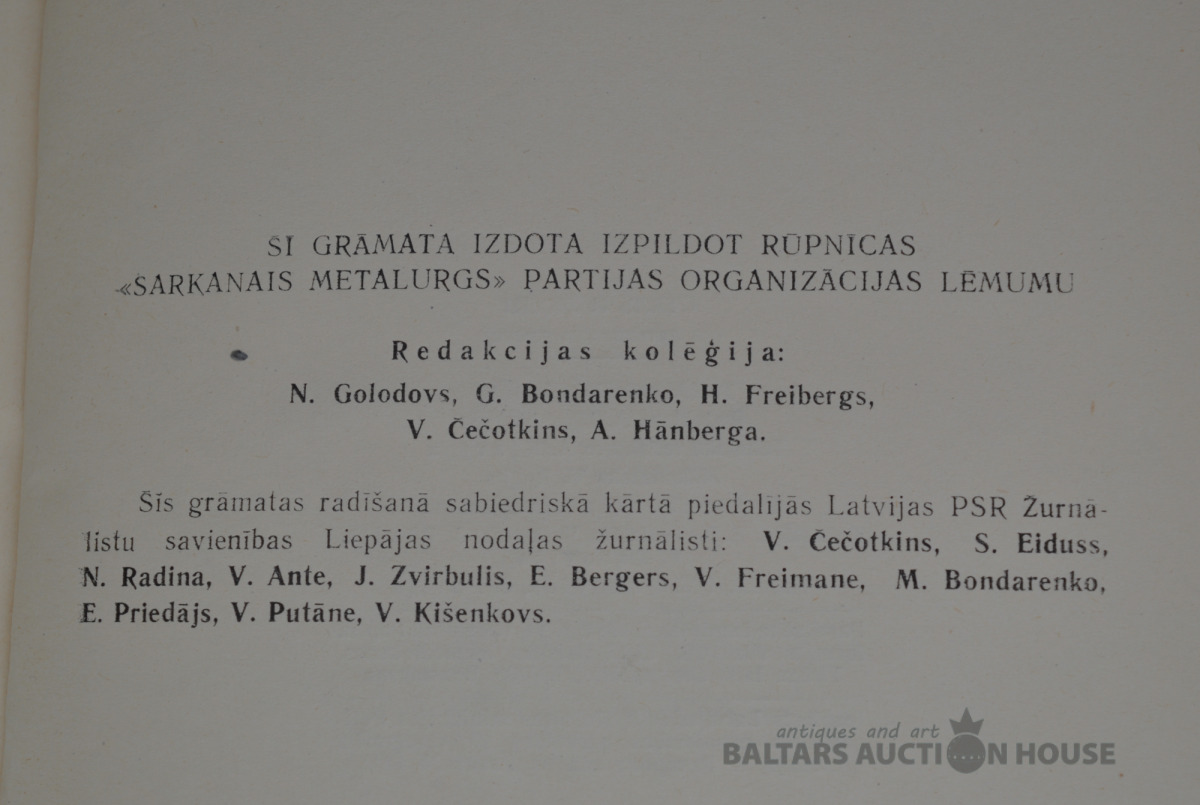 ŠĪ GRĀMATA IZDOTA IZPILDOT RŪPNĪCAS
«SARKANAIS METALURGS» PARTIJAS ORGANIZĀCIJAS LĒMUMU
Redakcijas kolēģija:
N. Golodovs, G. Bondarenko, H. Freibergs,
V. Čečotkins, A. Hānberga.
Šīs grāmatas radīšanā sabiedriskā kārtā piedalījās Latvijas PSR Žurnā-
listu savienības Liepājas nodaļas žurnālisti: V. Čečotkins, S. Eiduss,
N. Radina, V. Ante, J. Zvirbulis, E. Bergers, V. Freimane, M. Bondarenko,
E. Priedājs, V. Putāne, V. Kišenkovs.
antiques and art
BALTARS AUCTION HOUSE